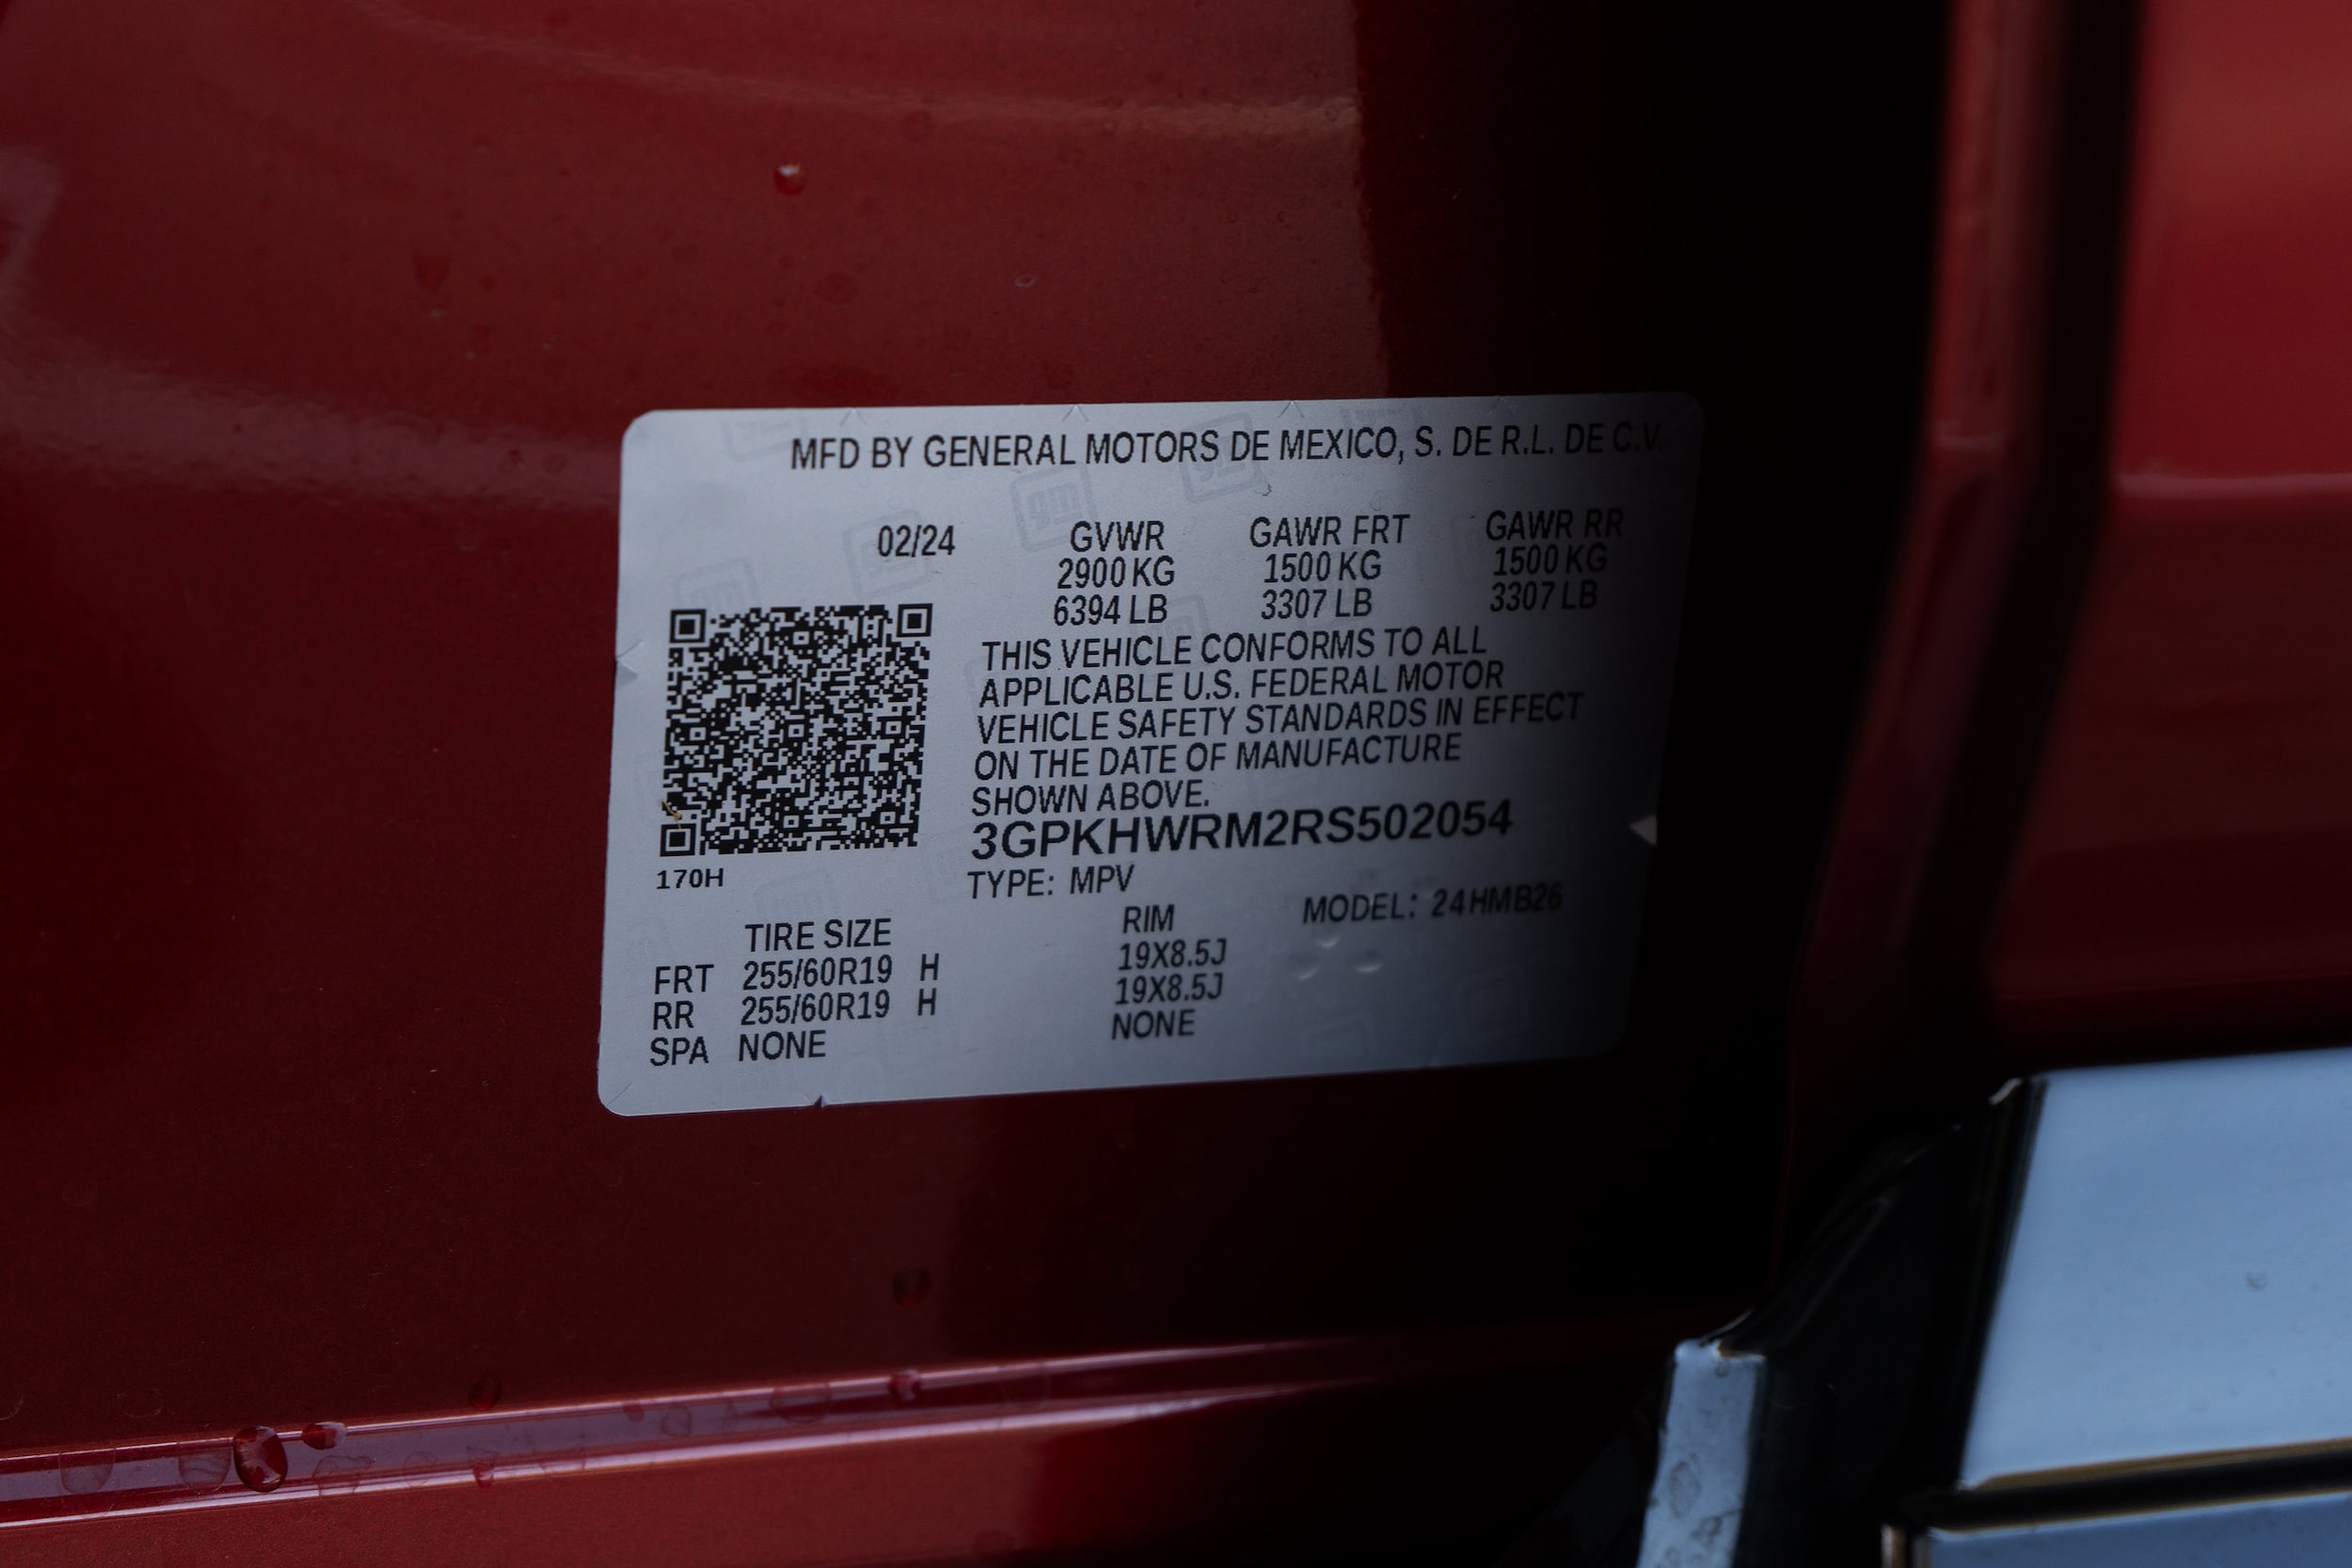 MFD BY GENERAL MOTORS DE MEXICO, S. DE R.L. DE C.V.
02/24 GVWR GAWR FRT GAWR RR
2900 KG 1500 KG 1500 KG
6394 LB 3307 LB 3307 LB
THIS VEHICLE CONFORMS TO ALL
APPLICABLE U.S. FEDERAL MOTOR
VEHICLE SAFETY STANDARDS IN EFFECT
ON THE DATE OF MANUFACTURE
SHOWN ABOVE.
3GPKHWRM2RS502054
170H
TYPE: MPV
MODEL: 24HMB26
TIRE SIZE RIM
FRT 255/60R19 H 19X8.5J
RR 255/60R19 H 19X8.5J
SPA NONE NONE